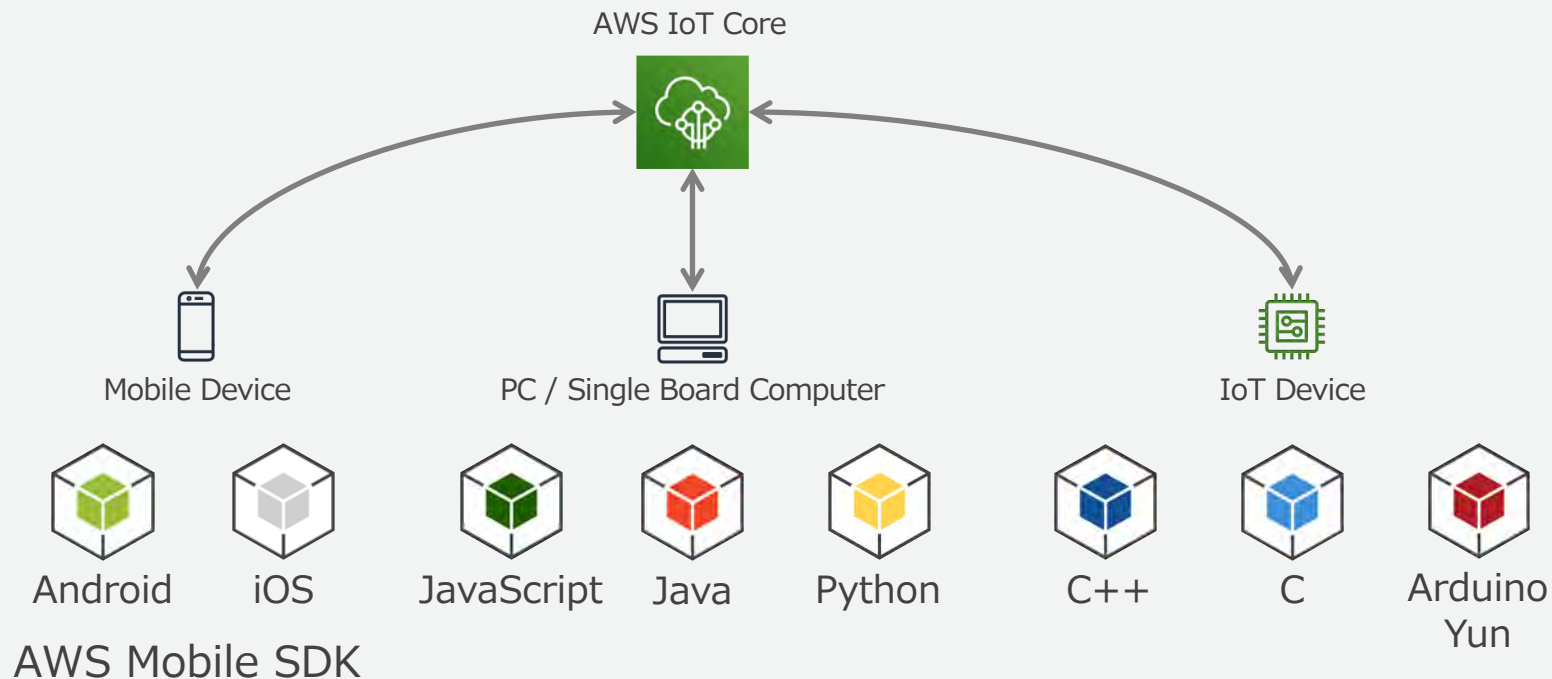 AWS IoT Core
Mobile Device
PC / Single Board Computer
IoT Device
Android
iOS
JavaScript
Java
Python
C++
C
Arduino
Yun
AWS Mobile SDK